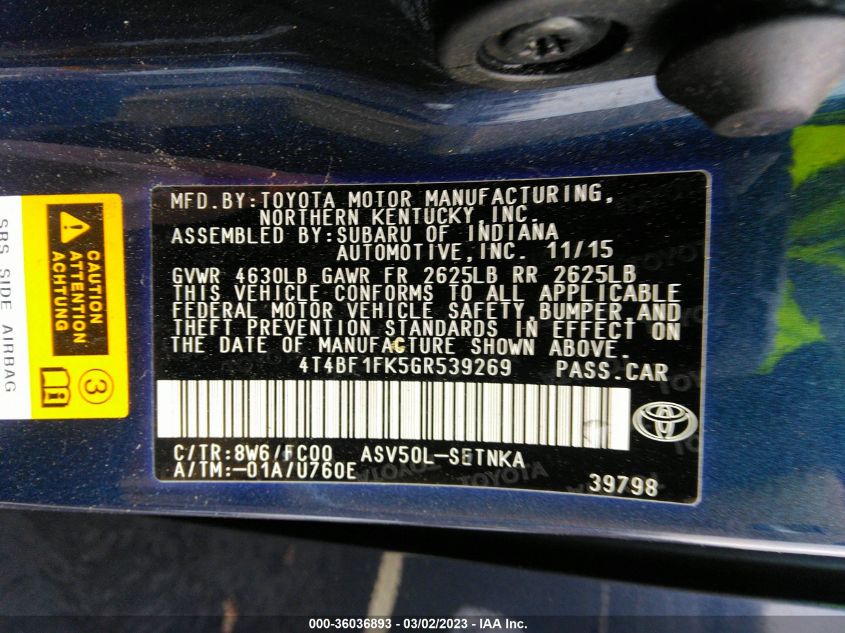 MFD.BY:TOYOTA MOTOR MANUFACTURING,
NORTHERN KENTUCKY,INC.
ASSEMBLED BY:SUBARU OF INDIANA
AUTOMOTIVE,INC. 11/15
GVWR 4630LB GAWR FR 2625LB RR 2625LB
THIS VEHICLE CONFORMS TO ALL APPLICABLE
FEDERAL MOTOR VEHICLE SAFETY,BUMPER,AND
THEFT PREVENTION STANDARDS IN EFFECT ON
THE DATE OF MANUFACTURE SHOWN ABOVE.
4T4BF1FK5GR539269 PASS.CAR
C/TR:8W6/FC00 ASV50L-SETNKA
A/TM:-01A/U760E
39798
TOYOTA
SRS SIDE AIRBAG
CAUTION
ATTENTION
ACHTUNG
3
000-36036893 - 03/02/2023 - IAA Inc.